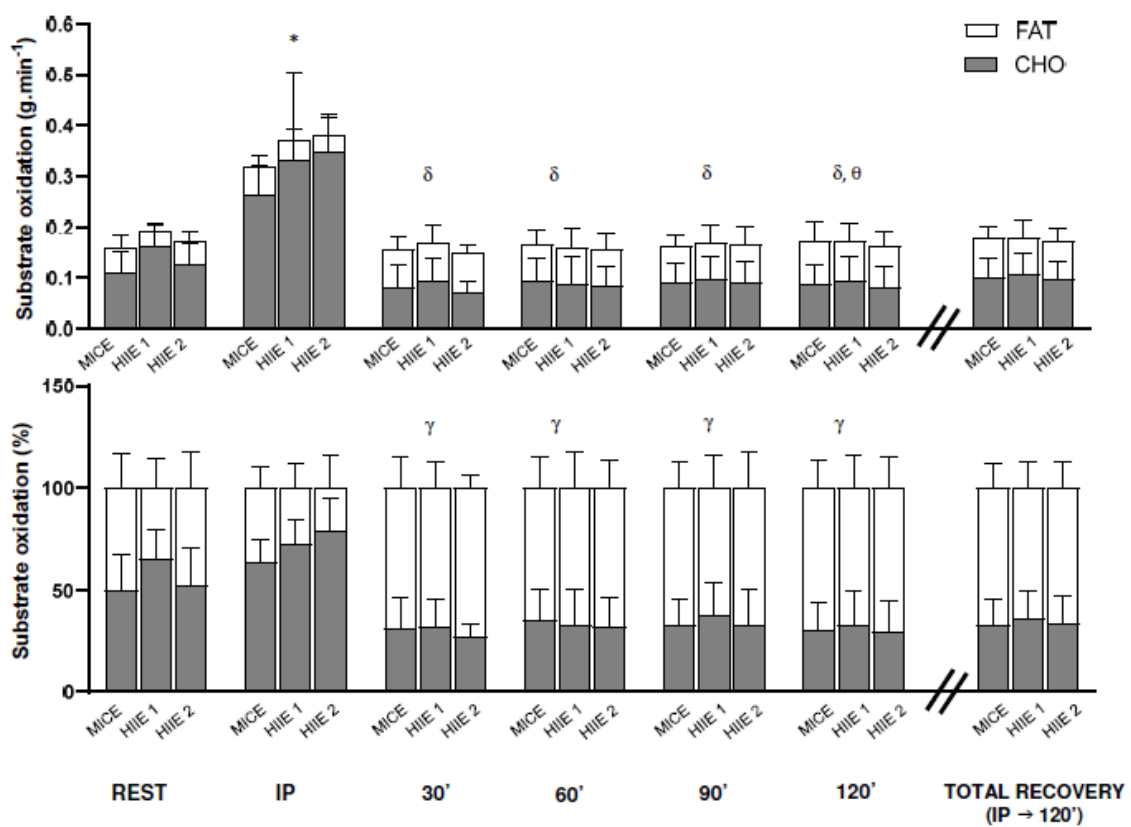 Substrate oxidation (g.min-1)
0.6
0.5
0.4
0.3
0.2
0.1
0.0
FAT
CHO
*
δ
δ
δ
δ, θ
MICE HIIE 1 HIIE 2
MICE HIIE 1 HIIE 2
MICE HIIE 1 HIIE 2
MICE HIIE 1 HIIE 2
MICE HIIE 1 HIIE 2
MICE HIIE 1 HIIE 2
MICE HIIE 1 HIIE 2
Substrate oxidation (%)
150
100
50
0
γ
γ
γ
γ
MICE HIIE 1 HIIE 2
MICE HIIE 1 HIIE 2
MICE HIIE 1 HIIE 2
MICE HIIE 1 HIIE 2
MICE HIIE 1 HIIE 2
MICE HIIE 1 HIIE 2
MICE HIIE 1 HIIE 2
REST
IP
30'
60'
90'
120'
TOTAL RECOVERY
(IP → 120')